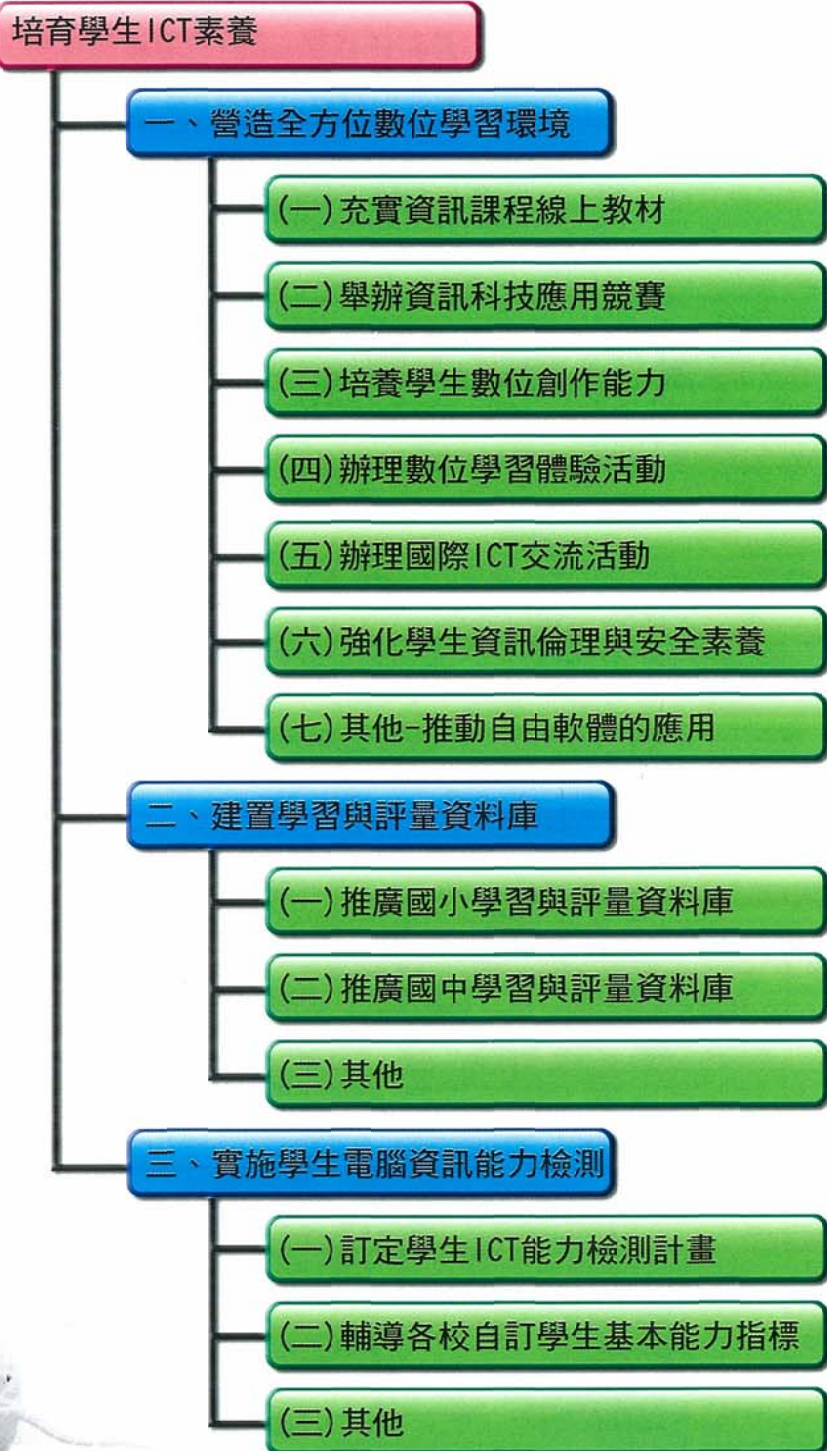 培育學生ICT素養
一、營造全方位數位學習環境
(一)充實資訊課程線上教材
(二)舉辦資訊科技應用競賽
(三)培養學生數位創作能力
(四)辦理數位學習體驗活動
(五)辦理國際ICT交流活動
(六)強化學生資訊倫理與安全素養
(七)其他-推動自由軟體的應用
二、建置學習與評量資料庫
(一)推廣國小學習與評量資料庫
(二)推廣國中學習與評量資料庫
(三)其他
三、實施學生電腦資訊能力檢測
(一)訂定學生ICT能力檢測計畫
(二)輔導各校自訂學生基本能力指標
(三)其他